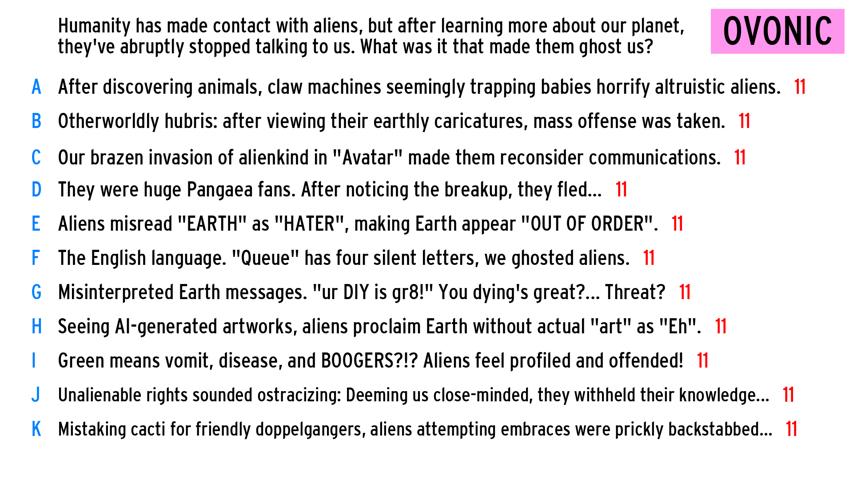 Humanity has made contact with aliens, but after learning more about our planet,
they've abruptly stopped talking to us. What was it that made them ghost us?
OVONIC
A After discovering animals, claw machines seemingly trapping babies horrify altruistic aliens. 11
B Otherworldly hubris: after viewing their earthly caricatures, mass offense was taken. 11
C Our brazen invasion of alienkind in "Avatar" made them reconsider communications. 11
D They were huge Pangaea fans. After noticing the breakup, they fled... 11
E Aliens misread "EARTH" as "HATER", making Earth appear "OUT OF ORDER". 11
F The English language. "Queue" has four silent letters, we ghosted aliens. 11
G Misinterpreted Earth messages. "ur DIY is gr8!" You dying's great?... Threat? 11
H Seeing AI-generated artworks, aliens proclaim Earth without actual "art" as "Eh". 11
I Green means vomit, disease, and BOOGERS?!? Aliens feel profiled and offended! 11
J Unalienable rights sounded ostracizing: Deeming us close-minded, they withheld their knowledge... 11
K Mistaking cacti for friendly doppelgangers, aliens attempting embraces were prickly backstabbed... 11